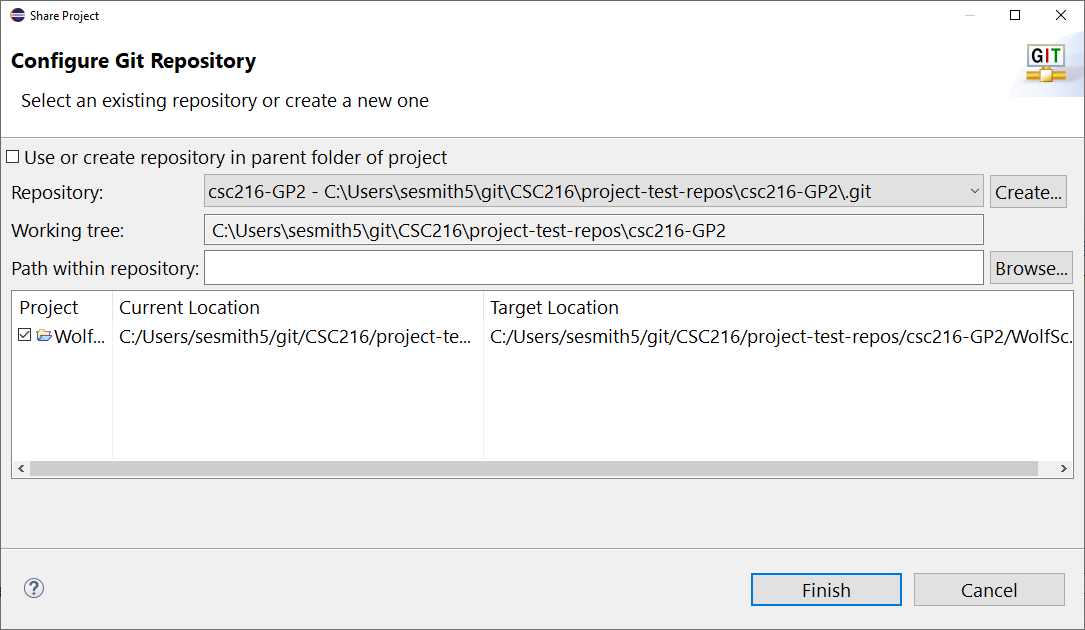 Share Project
Configure Git Repository
Select an existing repository or create a new one
GIT
Use or create repository in parent folder of project
Repository: csc216-GP2 - C:\Users\sesmith5\git\CSC216\project-test-repos\csc216-GP2\.git Create...
Working tree: C:\Users\sesmith5\git\CSC216\project-test-repos\csc216-GP2
Path within repository: Browse...
Project Current Location Target Location
Wolf... C:/Users/sesmith5/git/CSC216/project-te... C:/Users/sesmith5/git/CSC216/project-test-repos/csc216-GP2/WolfSc.
Finish Cancel